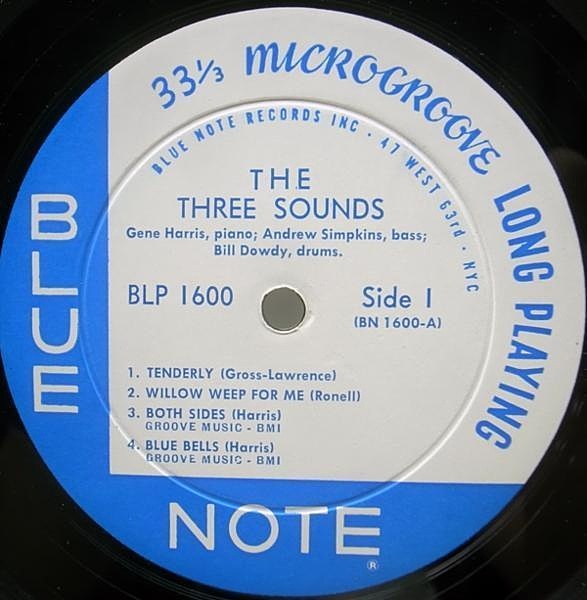 33⅓ MICROGROOVE LONG PLAYING
BLUE NOTE RECORDS INC • 47 WEST 63rd • NYC
THE
THREE SOUNDS
Gene Harris, piano; Andrew Simpkins, bass;
Bill Dowdy, drums.
BLP 1600
Side 1
(BN 1600-A)
1. TENDERLY (Gross-Lawrence)
2. WILLOW WEEP FOR ME (Ronell)
3. BOTH SIDES (Harris)
GROOVE MUSIC - BMI
4. BLUE BELLS (Harris)
GROOVE MUSIC - BMI
BLUE
NOTE®